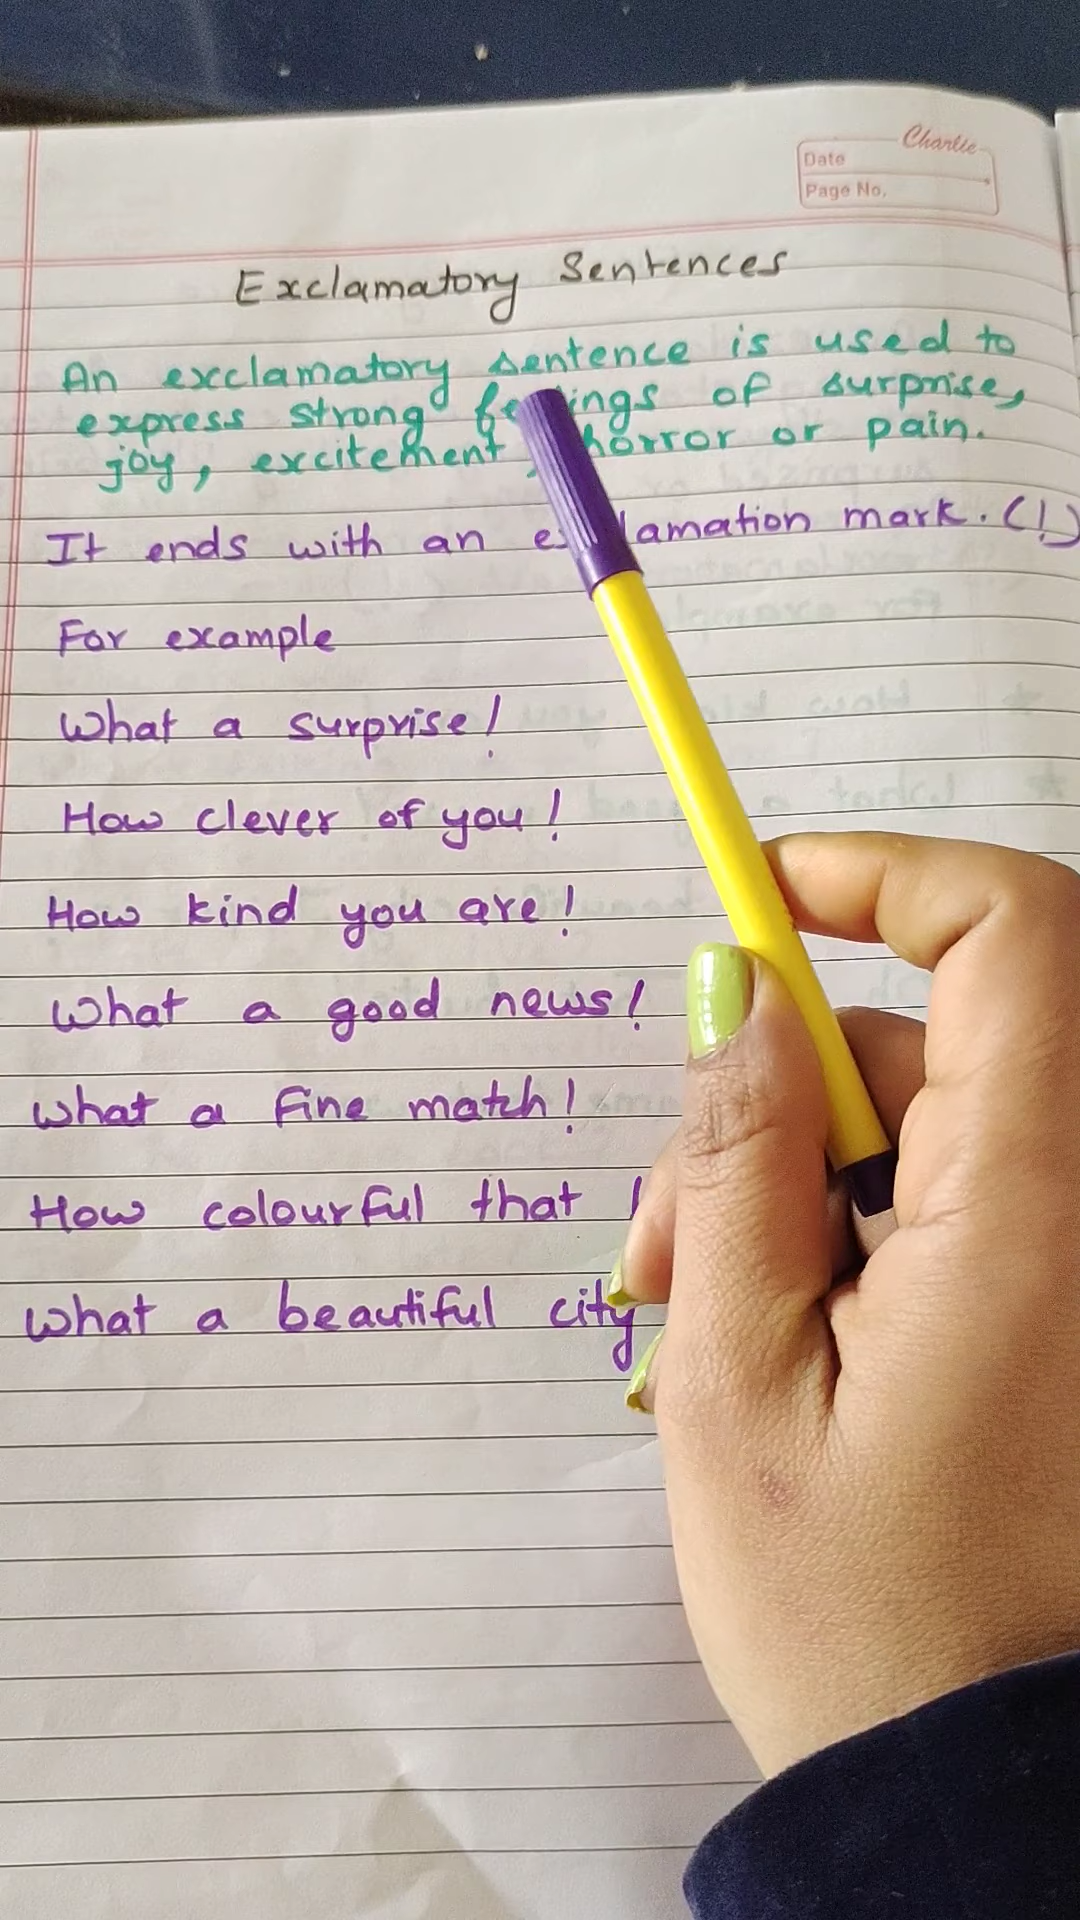 Charlie
Date
Page No.
Exclamatory Sentences
An exclamatory sentence is used to
express strong feelings of surprise,
joy, excitement, horror or pain.
It ends with an exclamation mark. (!)
For example
What a surprise!
How clever of you!
How kind you are!
What a good news!
What a fine match!
How colourful that
What a beautiful city